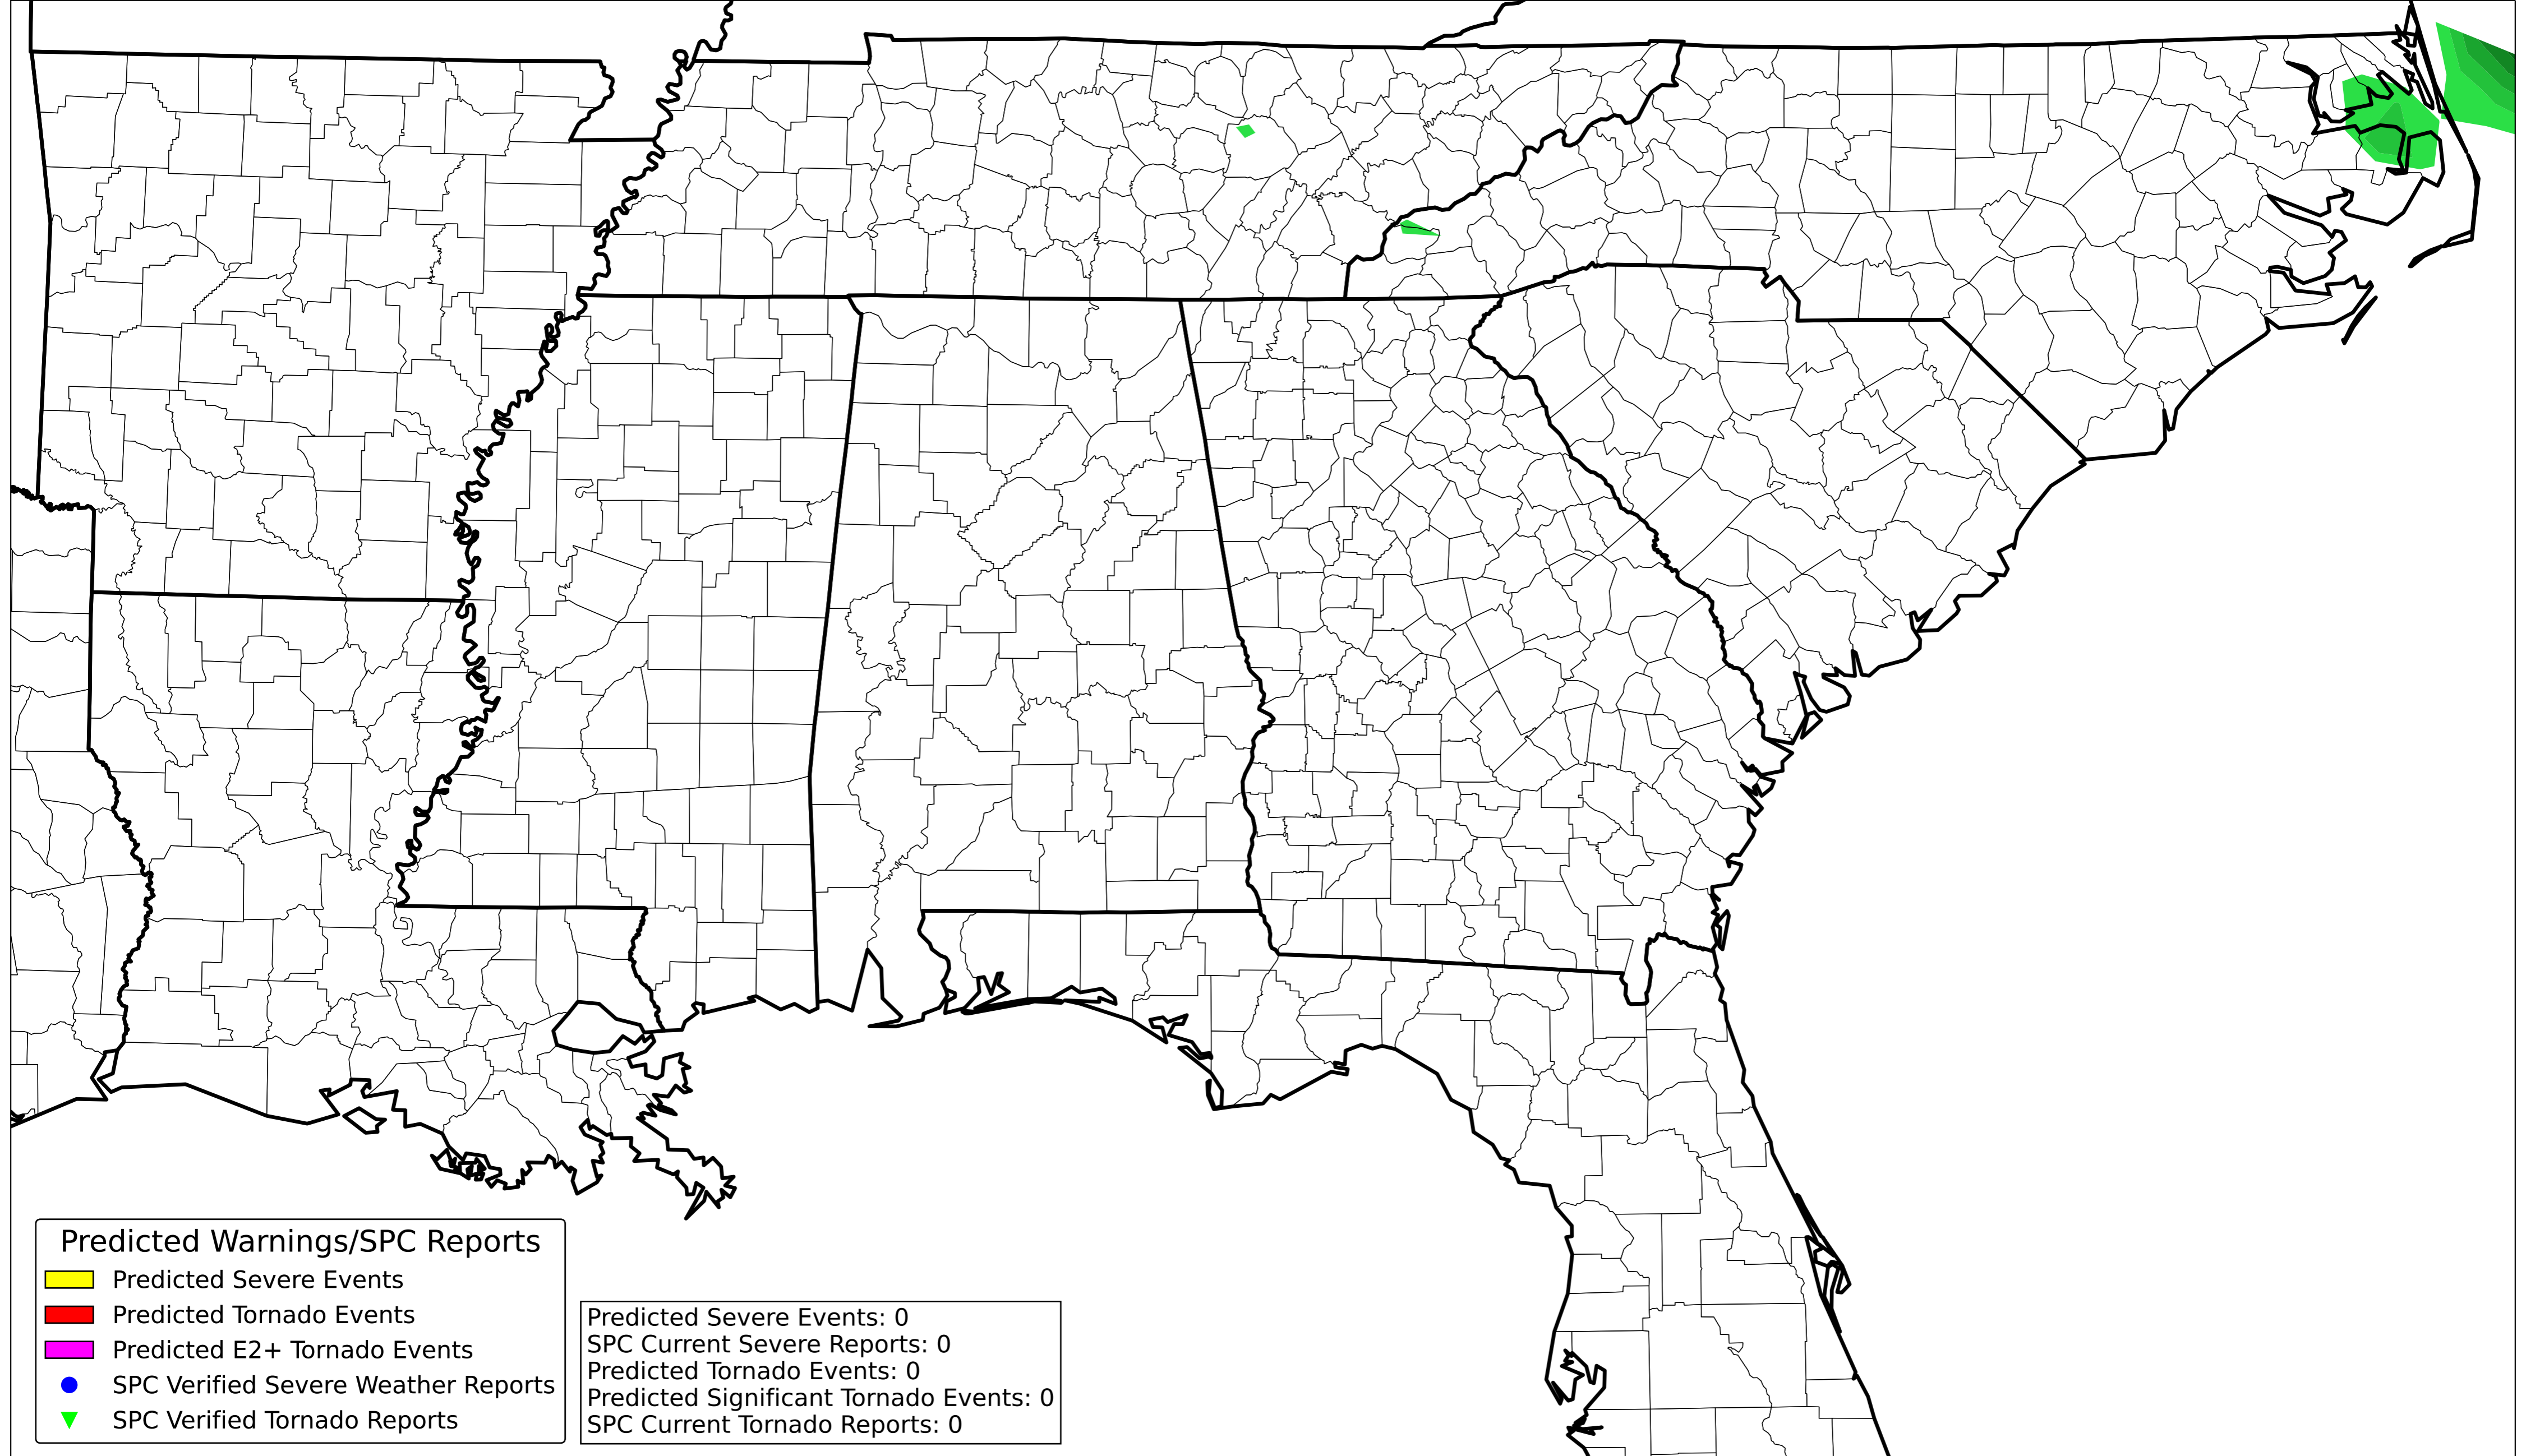 Predicted Warnings/SPC Reports
Predicted Severe Events
Predicted Tornado Events
Predicted E2+ Tornado Events
SPC Verified Severe Weather Reports
SPC Verified Tornado Reports
Predicted Severe Events: 0
SPC Current Severe Reports: 0
Predicted Tornado Events: 0
Predicted Significant Tornado Events: 0
SPC Current Tornado Reports: 0